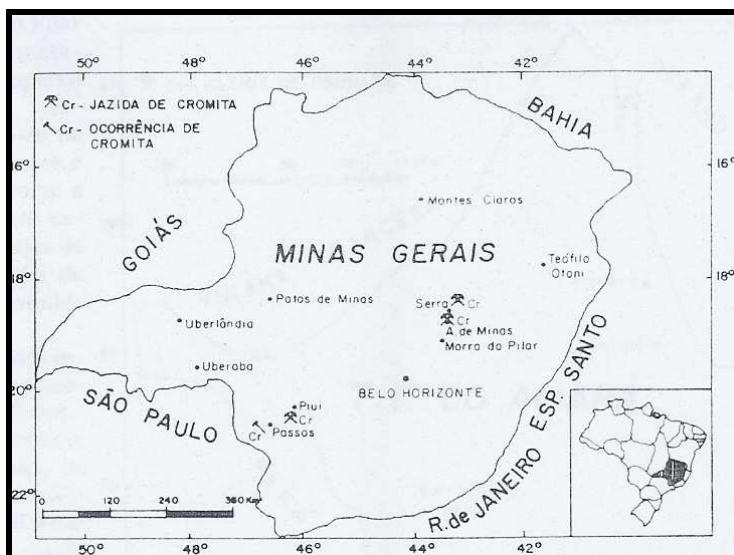 50° 48° 46° 44° 42°
Cr - JAZIDA DE CROMITA
Cr - OCORRÊNCIA DE
CROMITA
BAHIA
16° 16°
Montes Claros
GOIÁS
MINAS GERAIS
Teófilo
Otoni
18° 18°
Patos de Minas
Serra Cr
Uberlândia
Cr
A. de Minas
Morro do Pilar
Uberaba
20° 20°
BELO HORIZONTE
ESP. SANTO
SÃO PAULO
Piuí
Cr
Cr Passos
22°
R. de JANEIRO
0 120 240 360 Km
50° 48° 46° 44° 42°